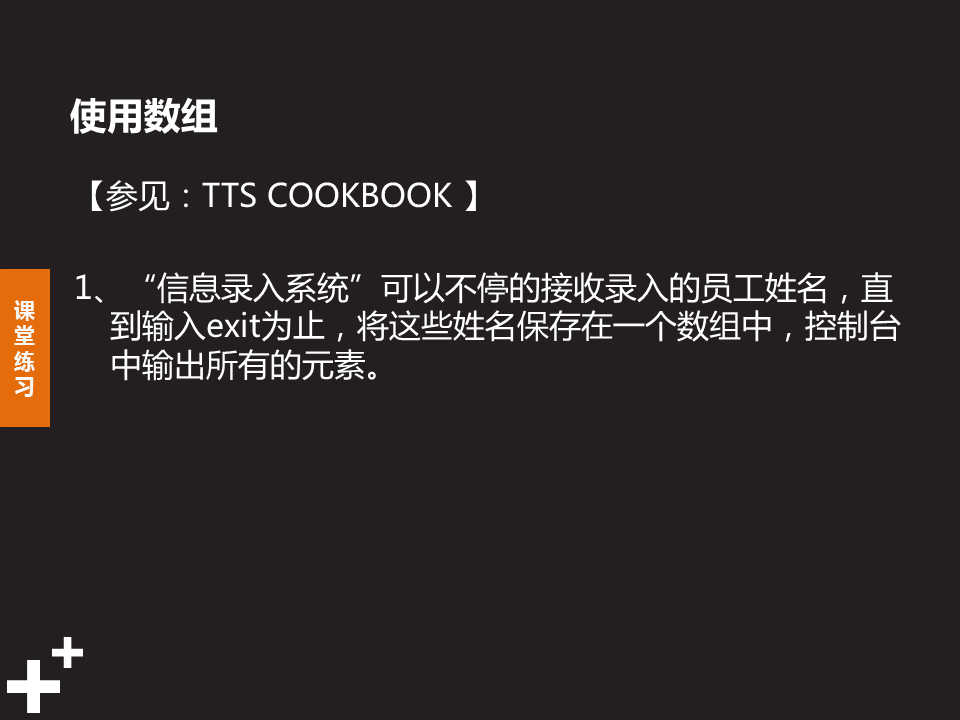 使用数组
【参见：TTS COOKBOOK 】
1、“信息录入系统”可以不停的接收录入的员工姓名，直
到输入exit为止，将这些姓名保存在一个数组中，控制台
中输出所有的元素。
课
堂
练
习